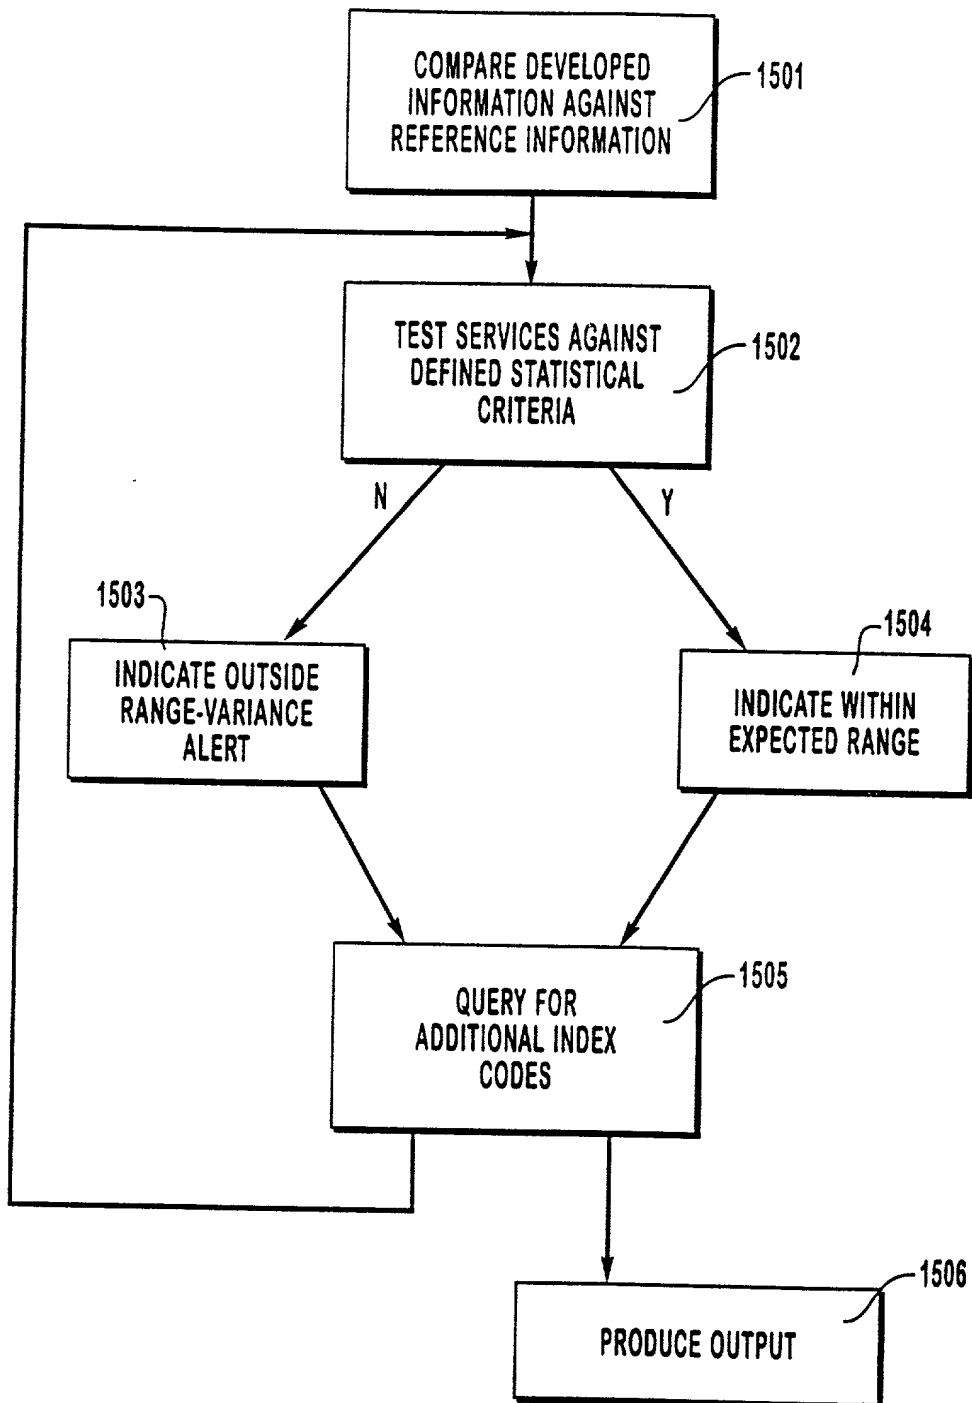 COMPARE DEVELOPED
INFORMATION AGAINST
REFERENCE INFORMATION
1501
TEST SERVICES AGAINST
DEFINED STATISTICAL
CRITERIA
1502
N
Y
1503
INDICATE OUTSIDE
RANGE-VARIANCE
ALERT
1504
INDICATE WITHIN
EXPECTED RANGE
QUERY FOR
ADDITIONAL INDEX
CODES
1505
PRODUCE OUTPUT
1506